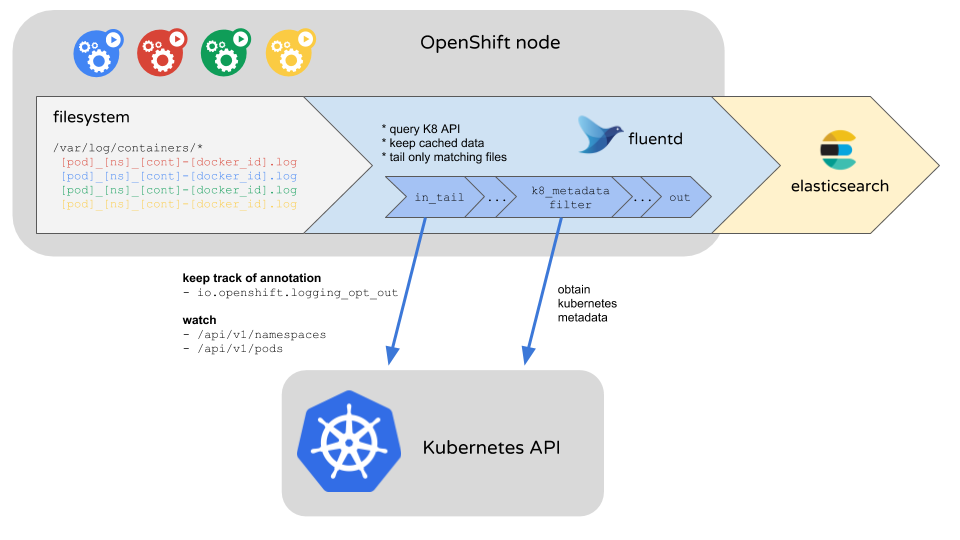 OpenShift node
filesystem
/var/log/containers/*
[pod]_[ns]_[cont]-[docker_id].log
[pod]_[ns]_[cont]-[docker_id].log
[pod]_[ns]_[cont]-[docker_id].log
[pod]_[ns]_[cont]-[docker_id].log
* query K8 API
* keep cached data
* tail only matching files
fluentd
in_tail
...
k8_metadata
filter
...
out
elasticsearch
keep track of annotation
- io.openshift.logging_opt_out
watch
- /api/v1/namespaces
- /api/v1/pods
obtain
kubernetes
metadata
Kubernetes API